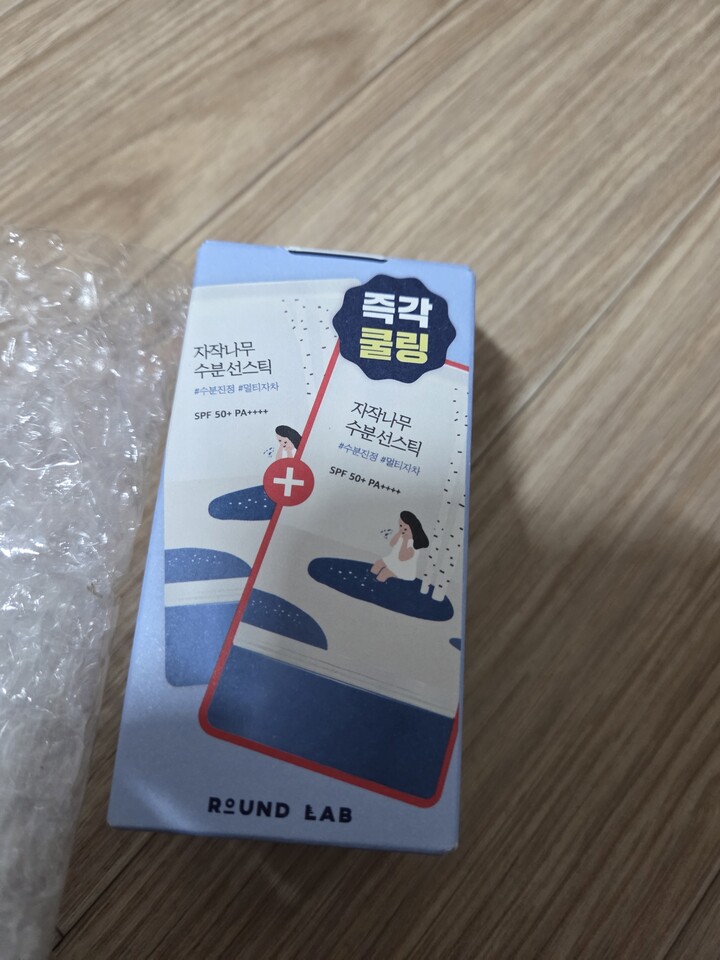 즉각
쿨링
자작나무
수분선스틱
#수분진정 #멀티자차
SPF 50+ PA++++
자작나무
수분선스틱
#수분진정 #멀티자차
SPF 50+ PA++++
ROUND LAB